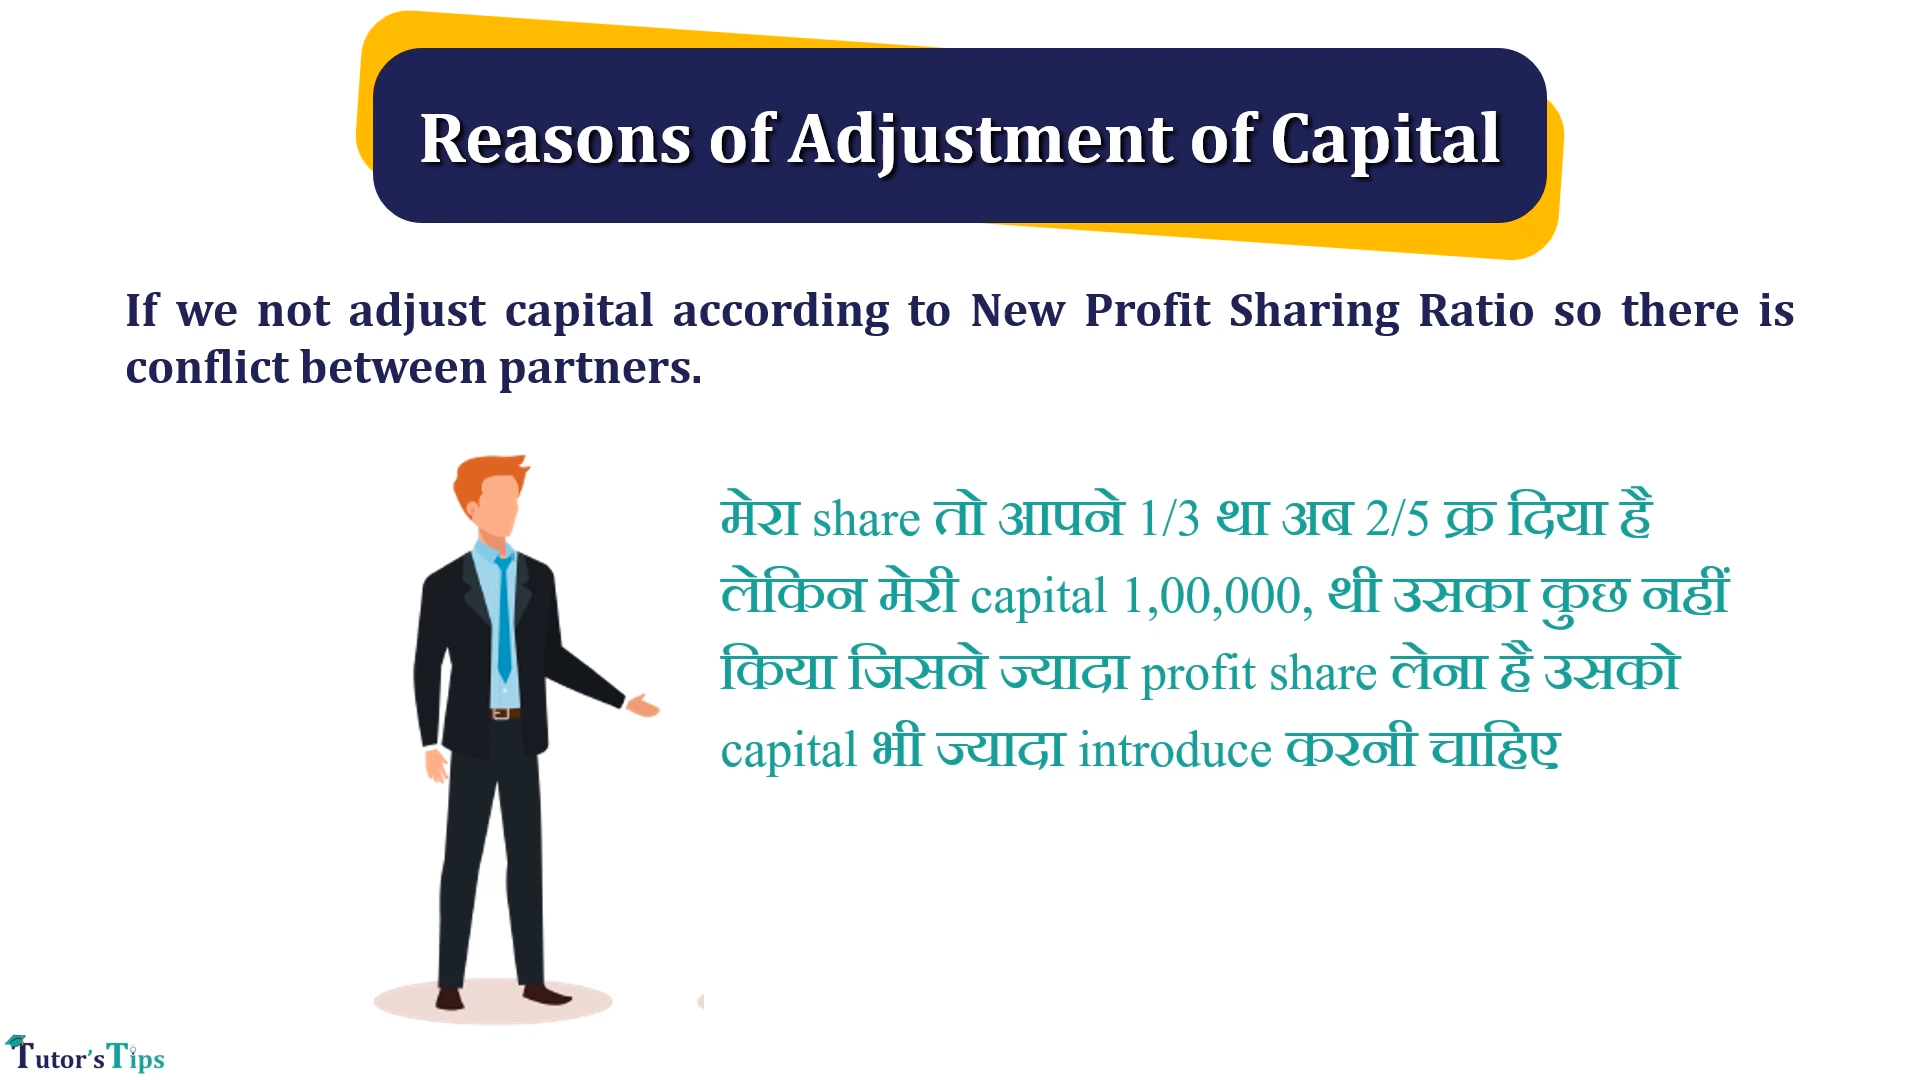 Reasons of Adjustment of Capital
If we not adjust capital according to New Profit Sharing Ratio so there is
conflict between partners.
मेरा share तो आपने 1/3 था अब 2/5 क्र दिया है
लेकिन मेरी capital 1,00,000, थी उसका कुछ नहीं
किया जिसने ज्यादा profit share लेना है उसको
capital भी ज्यादा introduce करनी चाहिए
Tutor'sTips